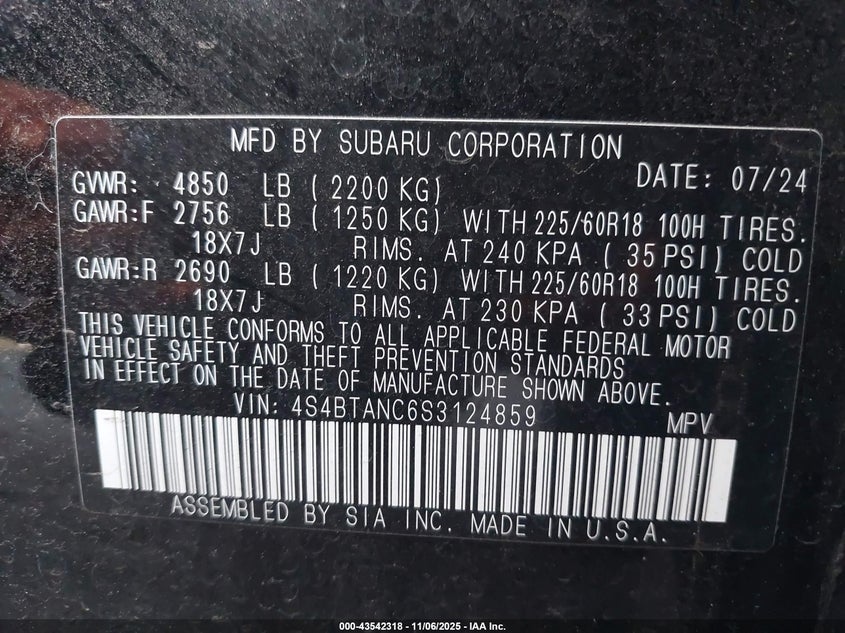 MFD BY SUBARU CORPORATION
DATE: 07/24
GVWR: 4850 LB ( 2200 KG)
GAWR:F 2756 LB ( 1250 KG) WITH 225/60R18 100H TIRES.
18X7J RIMS. AT 240 KPA ( 35 PSI) COLD
GAWR:R 2690 LB ( 1220 KG) WITH 225/60R18 100H TIRES.
18X7J RIMS. AT 230 KPA ( 33 PSI) COLD
THIS VEHICLE CONFORMS TO ALL APPLICABLE FEDERAL MOTOR
VEHICLE SAFETY AND THEFT PREVENTION STANDARDS
IN EFFECT ON THE DATE OF MANUFACTURE SHOWN ABOVE.
VIN: 4S4BTANC6S3124859 MPV
ASSEMBLED BY SIA INC. MADE IN U.S.A.
000-43542318 - 11/06/2025 - IAA Inc.